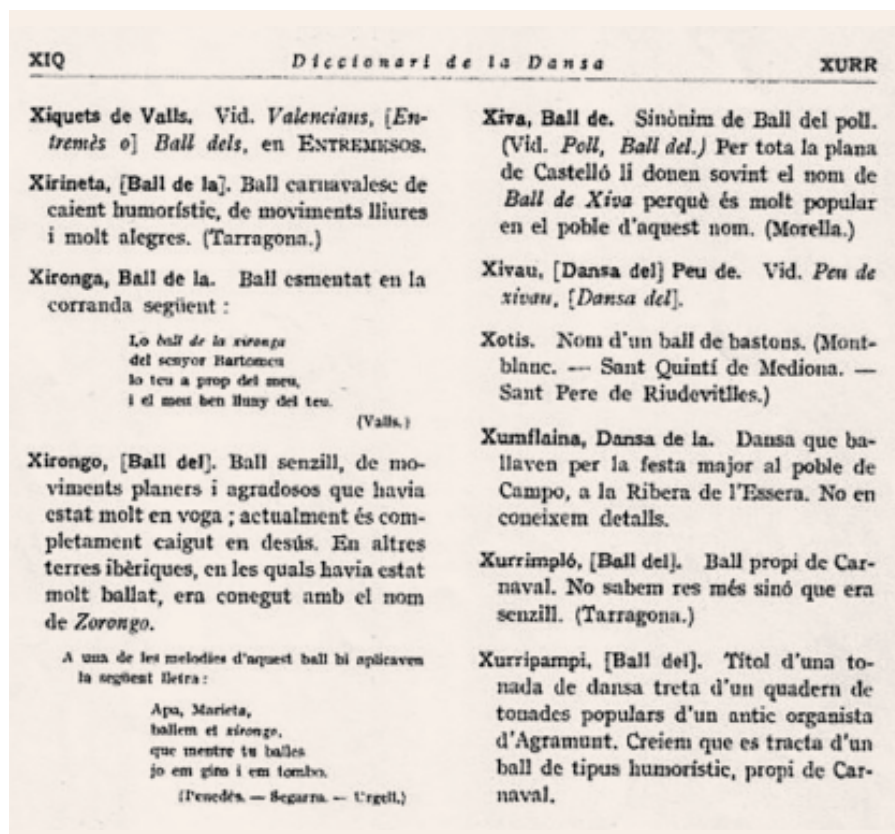 XIQ Diccionari de la Dansa XURR
Xiquets de Valls. Vid. Valencians, [En-
tremès o] Ball dels, en ENTREMESOS.
Xirineta, [Ball de la]. Ball carnavalesc de
caient humorístic, de moviments lliures
i molt alegres. (Tarragona.)
Xironga, Ball de la. Ball esmentat en la
corranda següent :
Lo ball de la xironga
del senyor Bartomeu
lo teu a prop del meu,
i el meu ben lluny del teu.
(Valls.)
Xirongo, [Ball del]. Ball senzill, de mo-
viments planers i agradosos que havia
estat molt en voga ; actualment és com-
pletament caigut en desús. En altres
terres ibèriques, en les quals havia estat
molt ballat, era conegut amb el nom
de Zorongo.
A una de les melodies d'aquest ball hi aplicaven
la següent lletra :
Apa, Marieta,
ballem el xirongo,
que mentre tu balles
jo em giro i em tombo.
(Penedès. — Segarra. — Urgell.)
Xiva, Ball de. Sinònim de Ball del poll.
(Vid. Poll, Ball del.) Per tota la plana
de Castelló li donen sovint el nom de
Ball de Xiva perquè és molt popular
en el poble d'aquest nom. (Morella.)
Xivau, [Dansa del] Peu de. Vid. Peu de
xivau, [Dansa del].
Xotis. Nom d'un ball de bastons. (Mont-
blanc. — Sant Quintí de Mediona. —
Sant Pere de Riudevitlles.)
Xumflaina, Dansa de la. Dansa que ba-
llaven per la festa major al poble de
Campo, a la Ribera de l'Essera. No en
coneixem detalls.
Xurrimpló, [Ball del]. Ball propi de Car-
naval. No sabem res més sinó que era
senzill. (Tarragona.)
Xurripampi, [Ball del]. Títol d'una to-
nada de dansa treta d'un quadern de
tonades populars d'un antic organista
d'Agramunt. Creiem que es tracta d'un
ball de tipus humorístic, propi de Car-
naval.